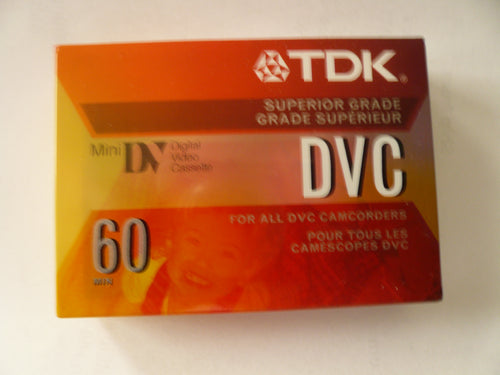 TDK®
SUPERIOR GRADE
GRADE SUPÉRIEUR
Mini DV Digital
Video
Cassette
DVC
FOR ALL DVC CAMCORDERS
POUR TOUS LES
CAMÉSCOPES DVC
60
MIN